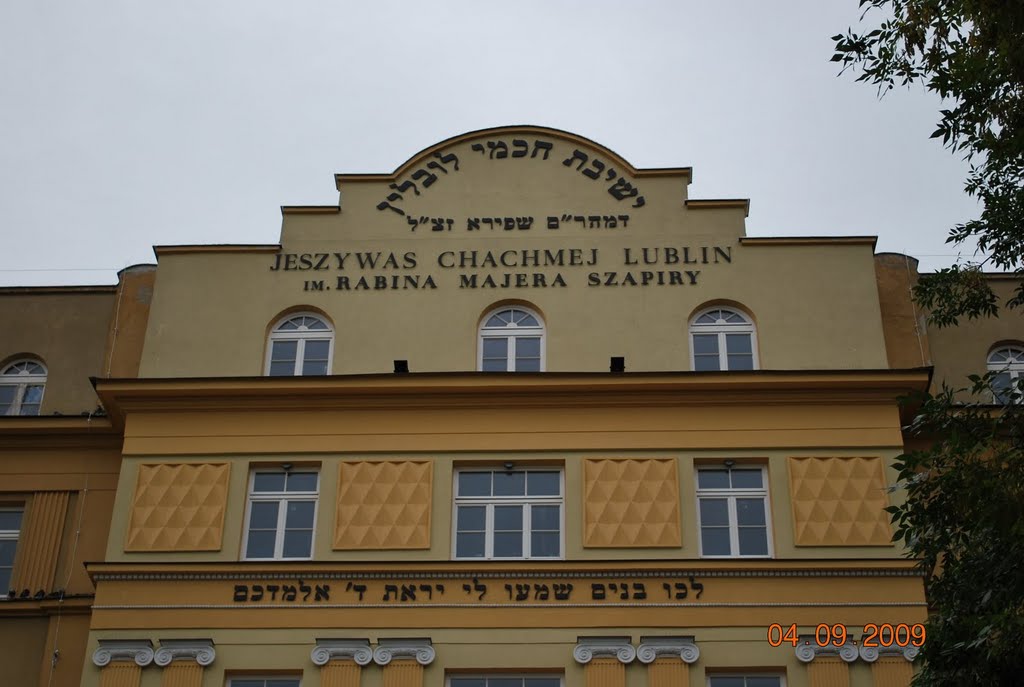 ישיבת חכמי לובלין
דמהר״ם שפירא זצ״ל
JESZYWAS CHACHMEJ LUBLIN
IM. RABINA MAJERA SZAPIRY
לכו בנים שמעו לי יראת ד' אלמדכם
04.09.2009